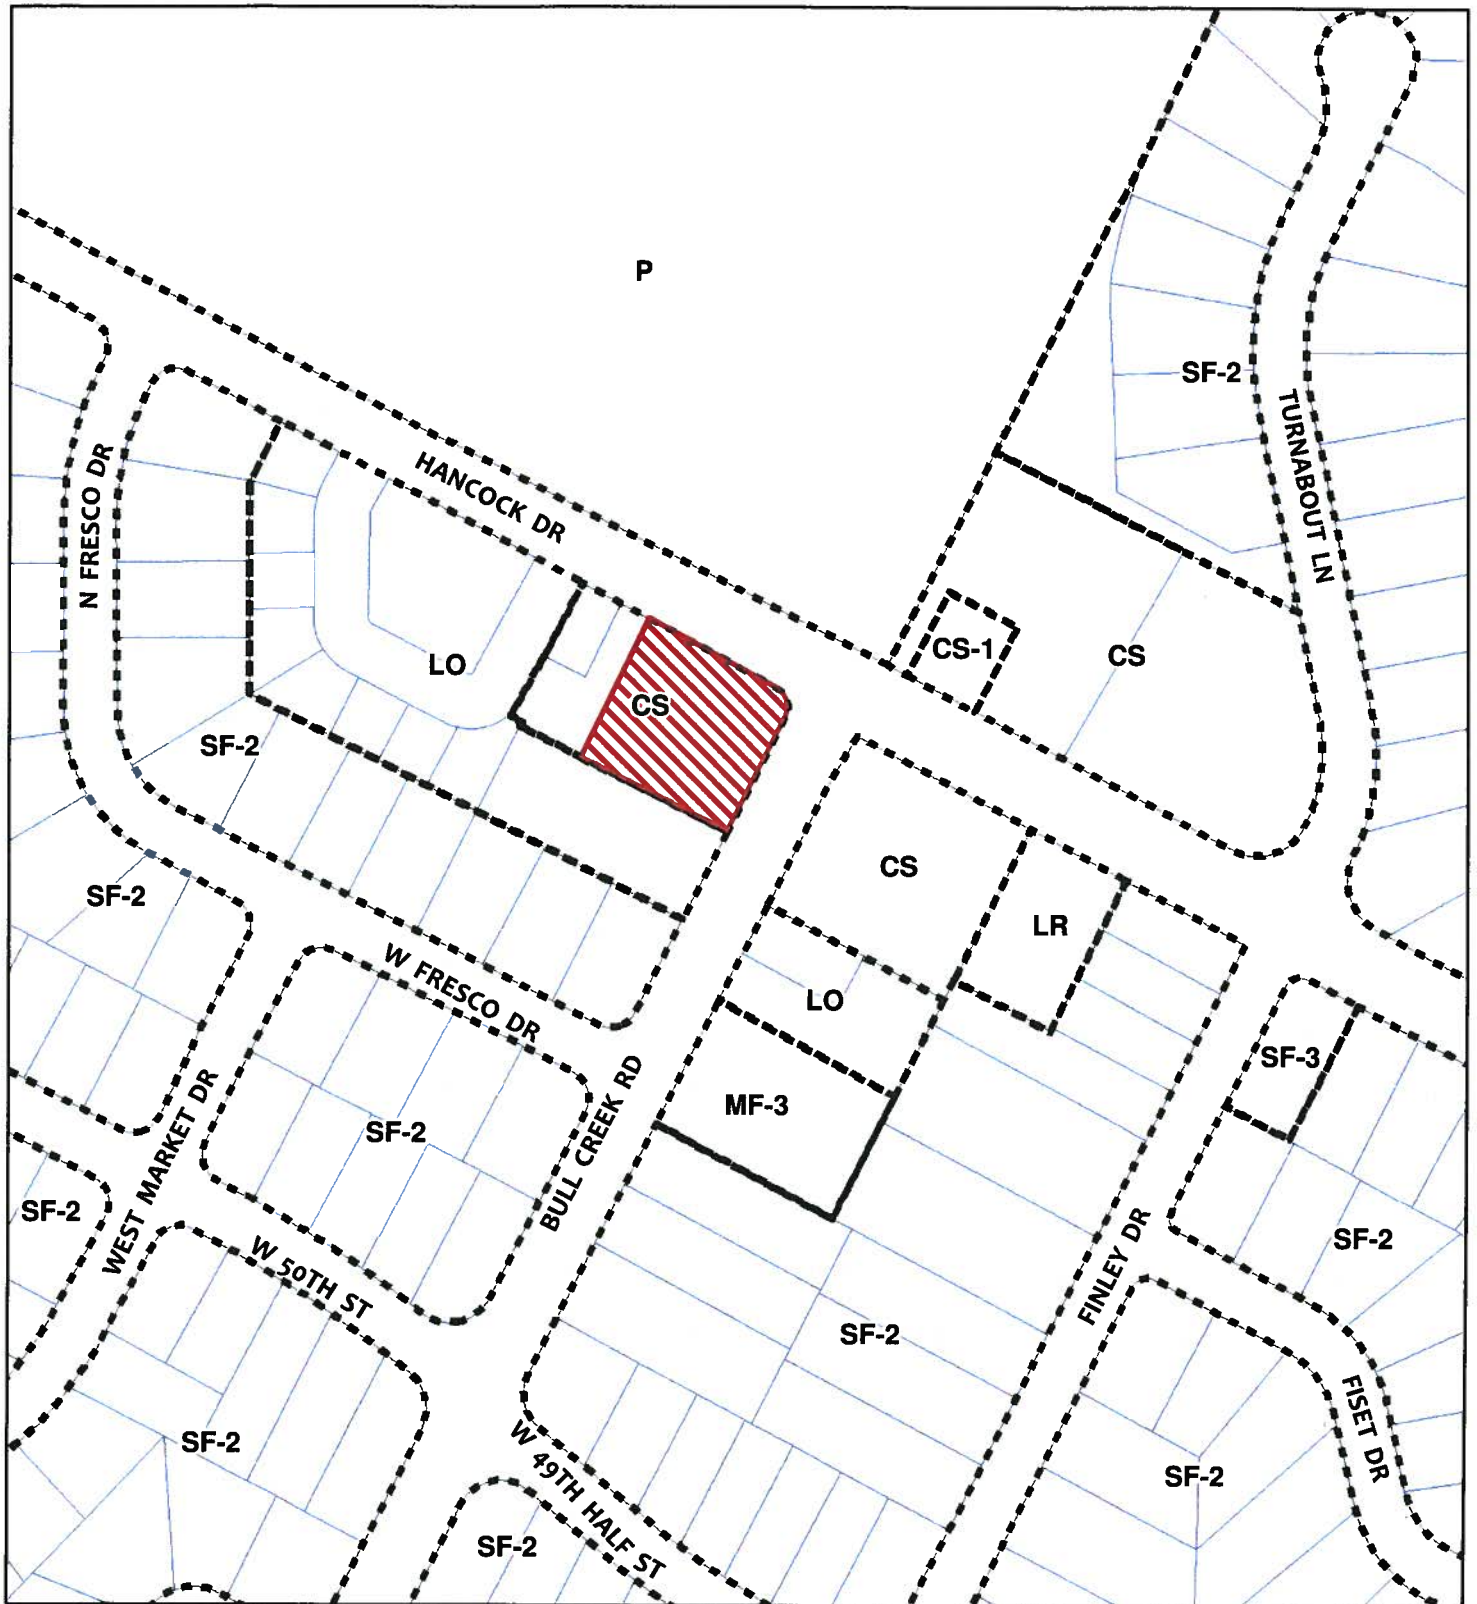 P
SF-2
TURNABOUT LN
HANCOCK DR
N FRESCO DR
CS-1
CS
LO
CS
SF-2
CS
SF-2
LR
W FRESCO DR
LO
SF-3
MF-3
SF-2
BULL CREEK RD
WEST MARKET DR
SF-2
SF-2
FINLEY DR
W 50TH ST
SF-2
FISET DR
SF-2
SF-2
W 49TH HALF ST
SF-2